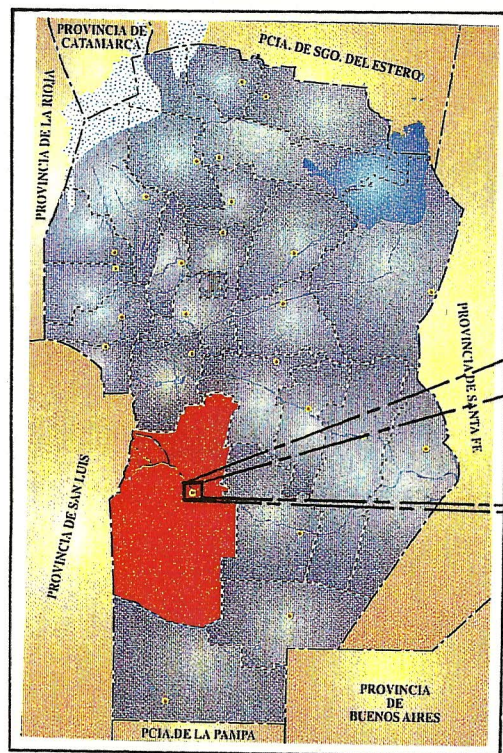 PROVINCIA DE
CATAMARCA
PCIA. DE SGO. DEL ESTERO
PROVINCIA DE LA RIOJA
PROVINCIA DE SANTA FE
PROVINCIA DE SAN LUIS
PROVINCIA
DE
BUENOS AIRES
PCIA. DE LA PAMPA